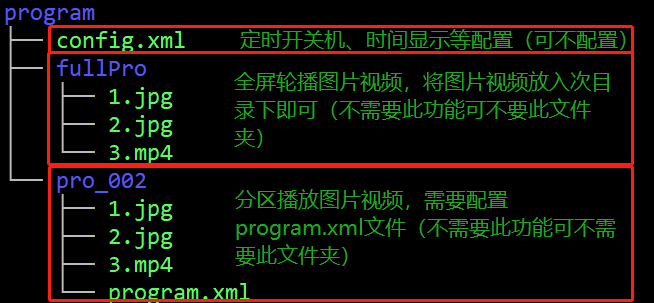 program
config.xml 定时开关机、时间显示等配置（可不配置）
fullPro 全屏轮播图片视频，将图片视频放入次目
1.jpg 录下即可（不需要此功能可不要此文件
2.jpg 夹）
3.mp4
pro_002
1.jpg 分区播放图片视频，需要配置
2.jpg program.xml文件（不需要此功能可不需
3.mp4 要此文件夹）
program.xml